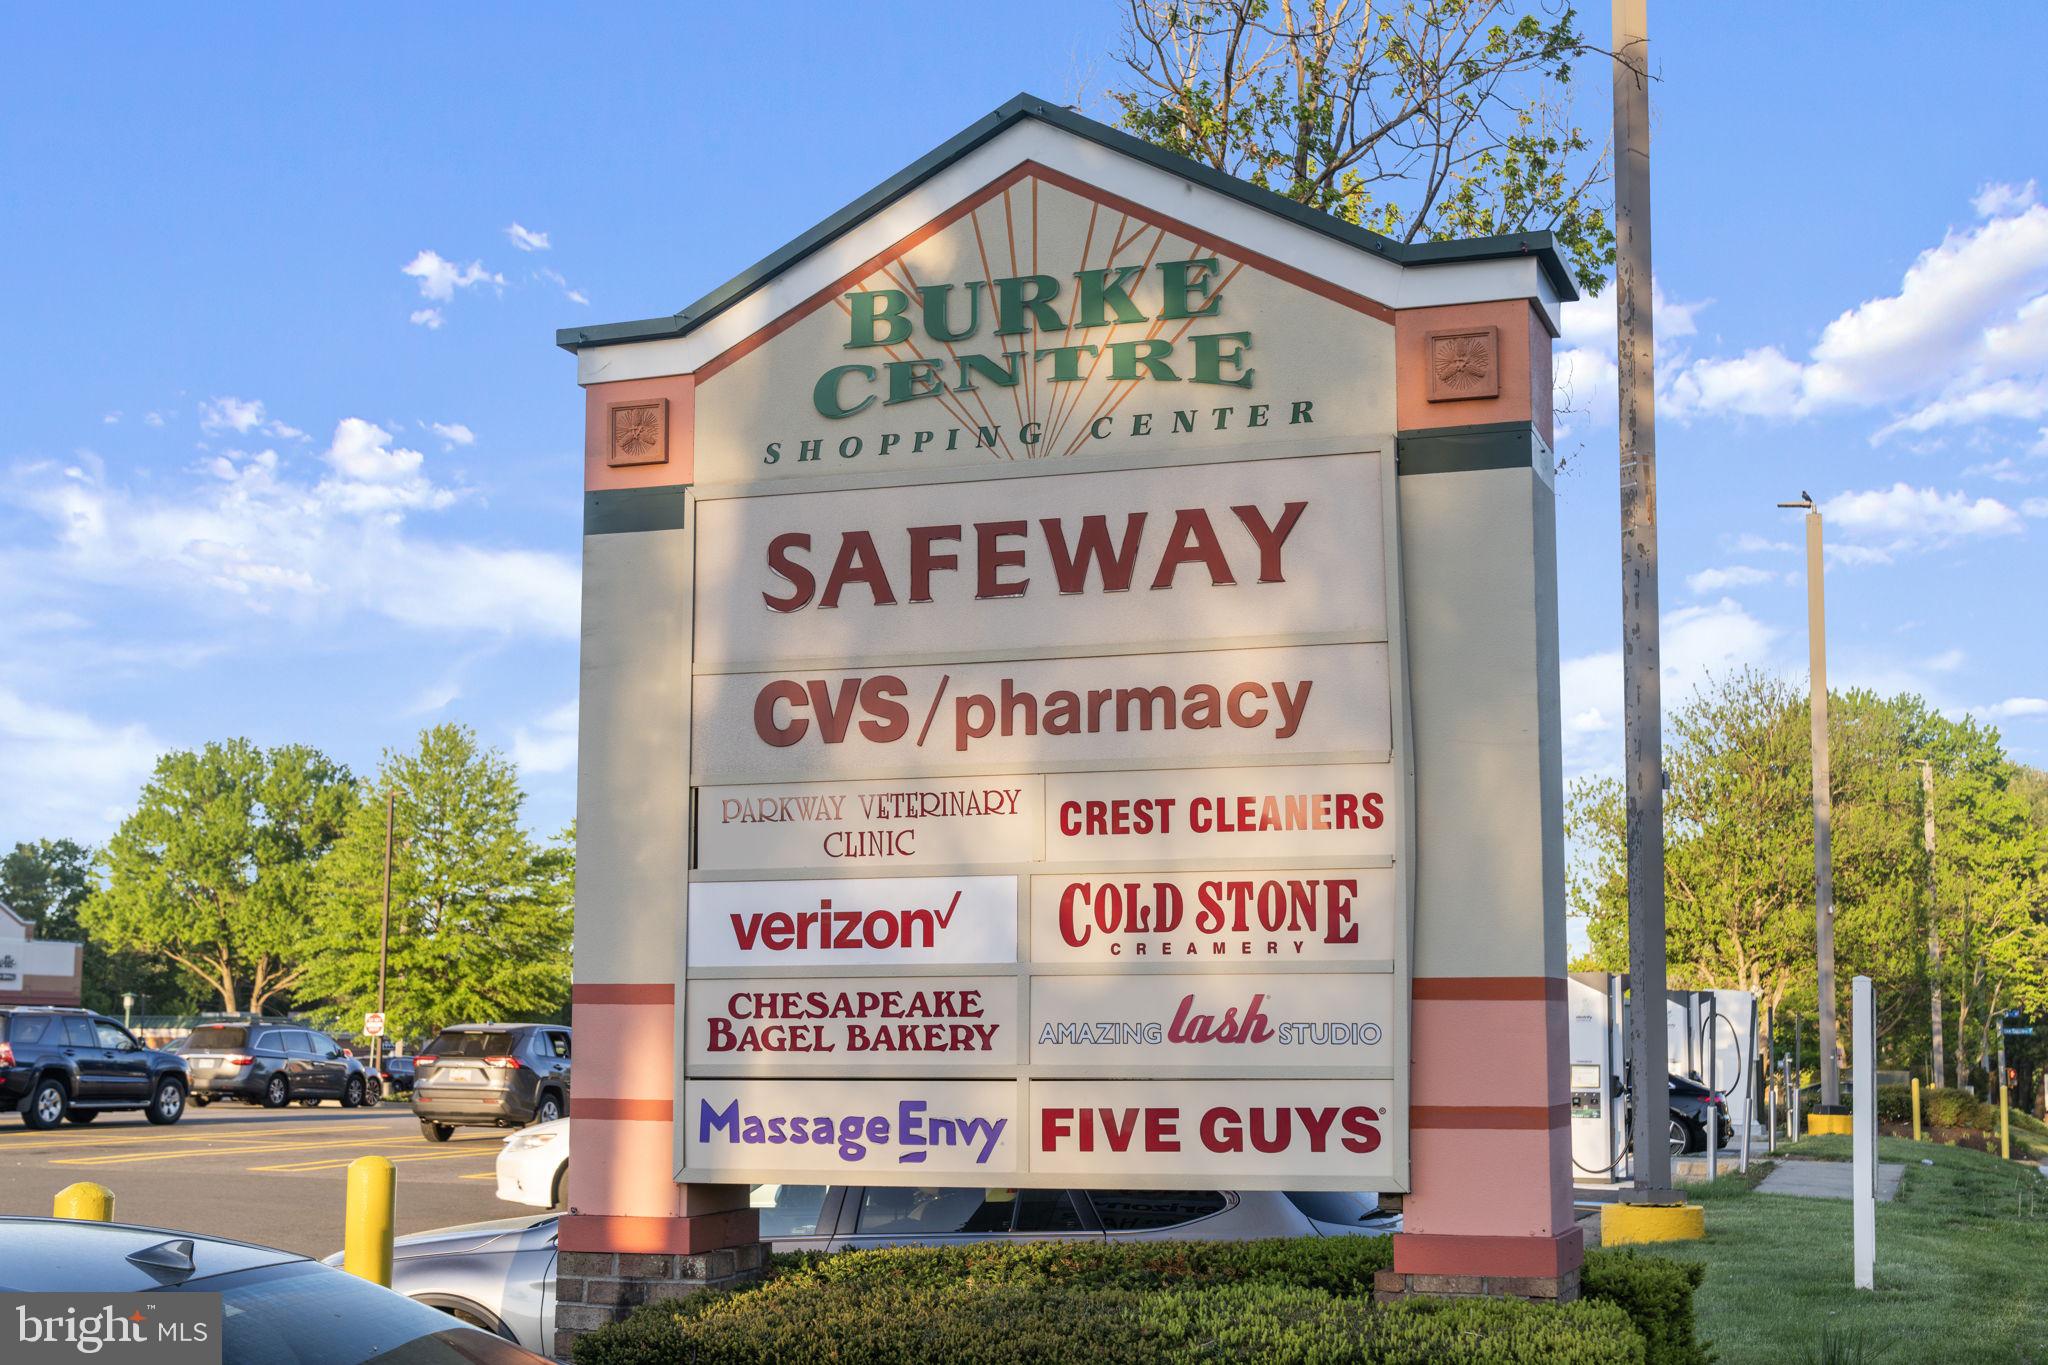 BURKE
CENTRE
SHOPPING CENTER
SAFEWAY
CVS/pharmacy
PARKWAY VETERINARY
CLINIC
CREST CLEANERS
verizon✓
COLD STONE
CREAMERY
CHESAPEAKE
BAGEL BAKERY
AMAZING lash STUDIO
Massage Envy
FIVE GUYS®
bright™ MLS